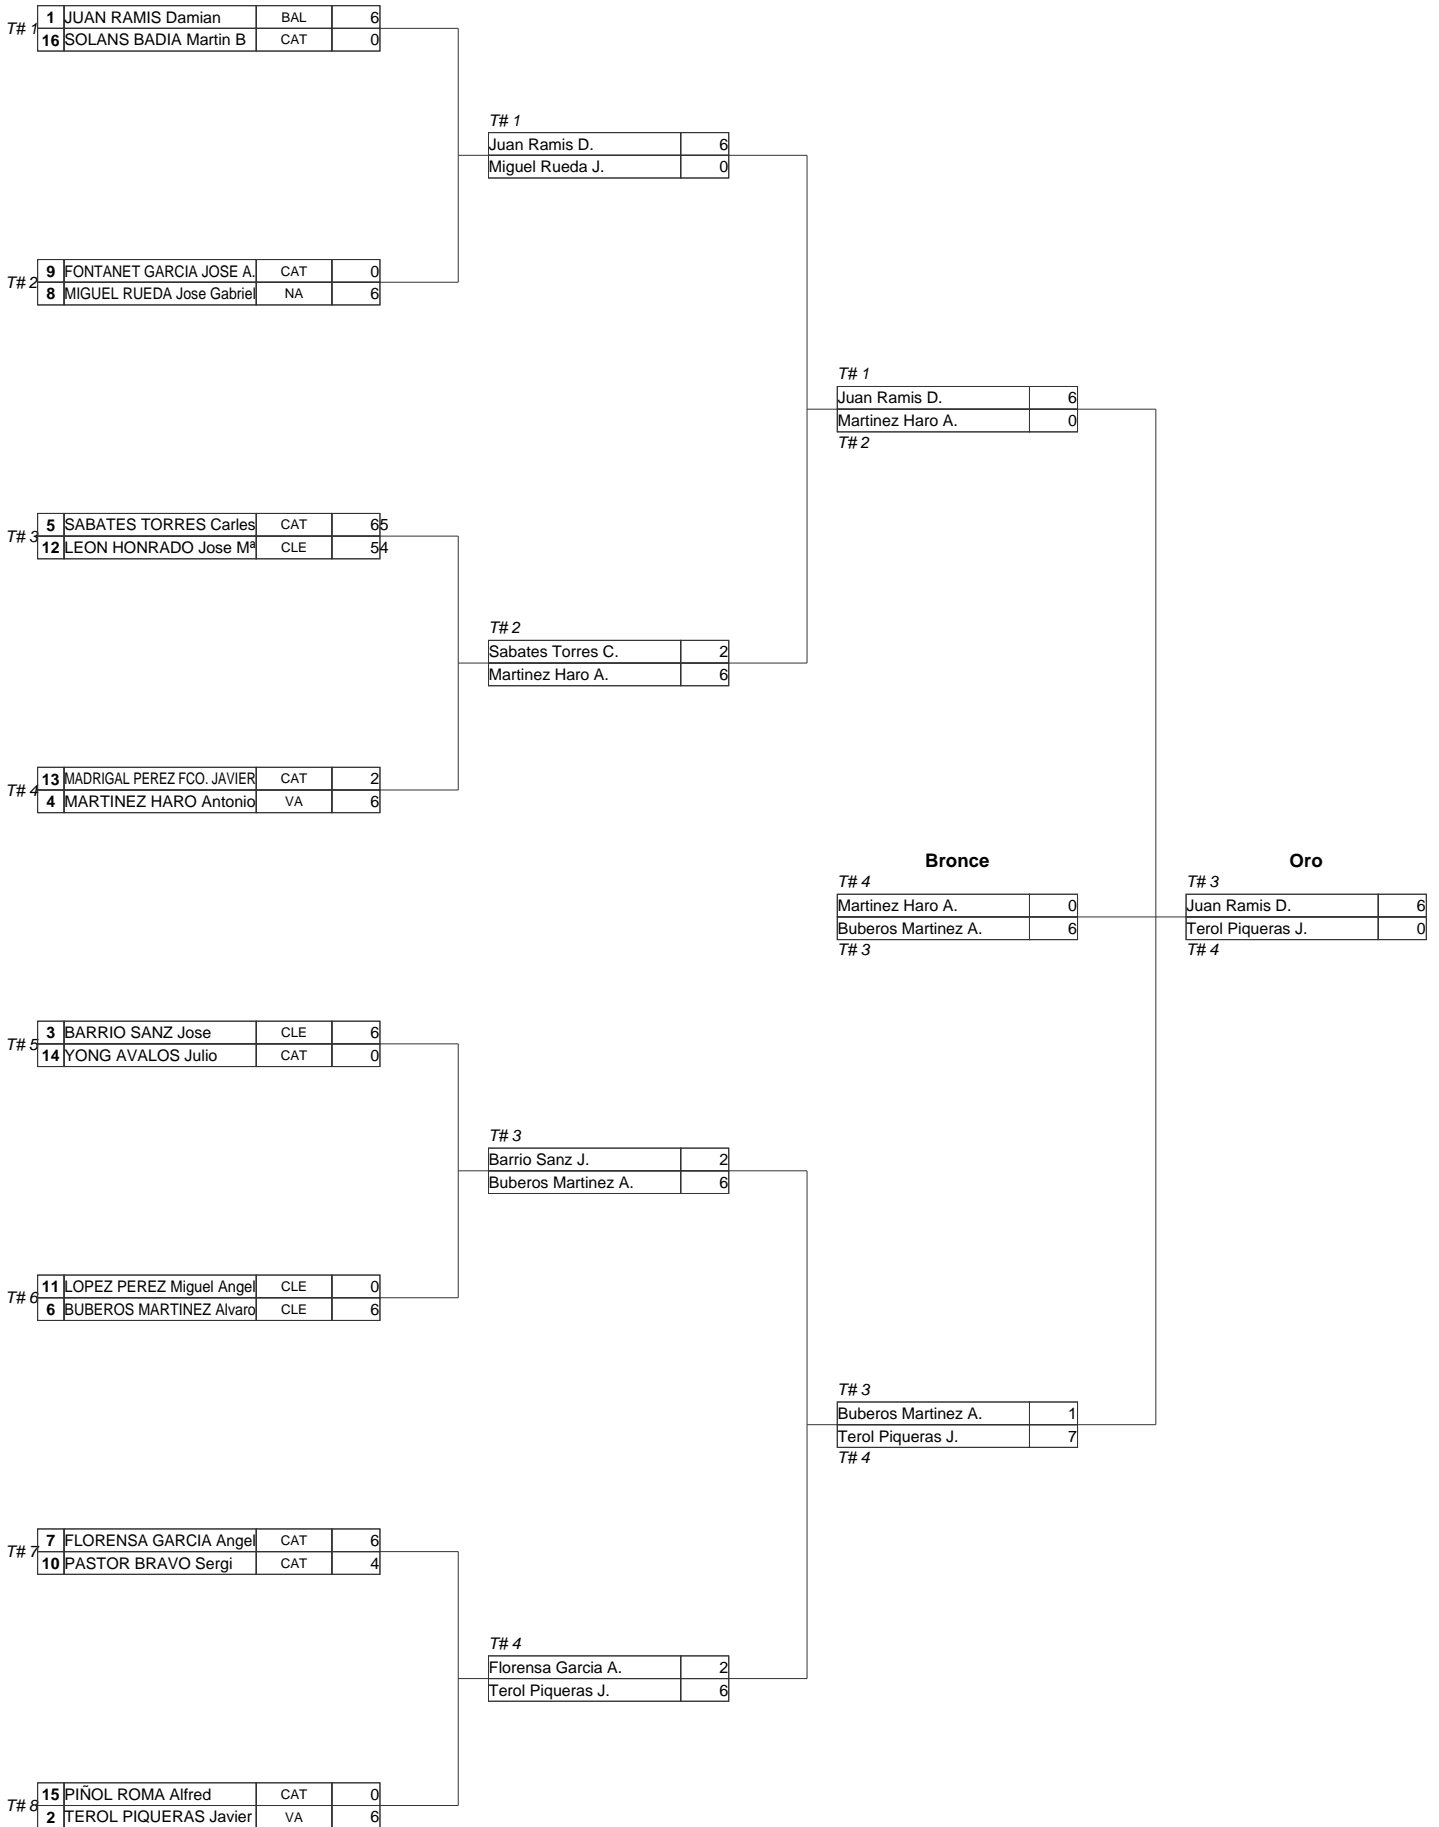 T# 1
1 JUAN RAMIS Damian BAL 6
16 SOLANS BADIA Martin B CAT 0
T# 1
Juan Ramis D. 6
Miguel Rueda J. 0
T# 2
9 FONTANET GARCIA JOSE A. CAT 0
8 MIGUEL RUEDA Jose Gabriel NA 6
T# 1
Juan Ramis D. 6
Martinez Haro A. 0
T# 2
T# 3
5 SABATES TORRES Carles CAT 65
12 LEON HONRADO Jose Mª CLE 54
T# 2
Sabates Torres C. 2
Martinez Haro A. 6
T# 4
13 MADRIGAL PEREZ FCO. JAVIER CAT 2
4 MARTINEZ HARO Antonio VA 6
Bronce
T# 4
Martinez Haro A. 0
Buberos Martinez A. 6
T# 3
Oro
T# 3
Juan Ramis D. 6
Terol Piqueras J. 0
T# 4
T# 5
3 BARRIO SANZ Jose CLE 6
14 YONG AVALOS Julio CAT 0
T# 3
Barrio Sanz J. 2
Buberos Martinez A. 6
T# 6
11 LOPEZ PEREZ Miguel Angel CLE 0
6 BUBEROS MARTINEZ Alvaro CLE 6
T# 3
Buberos Martinez A. 1
Terol Piqueras J. 7
T# 4
T# 7
7 FLORENSA GARCIA Angel CAT 6
10 PASTOR BRAVO Sergi CAT 4
T# 4
Florensa Garcia A. 2
Terol Piqueras J. 6
T# 8
15 PIÑOL ROMA Alfred CAT 0
2 TEROL PIQUERAS Javier VA 6